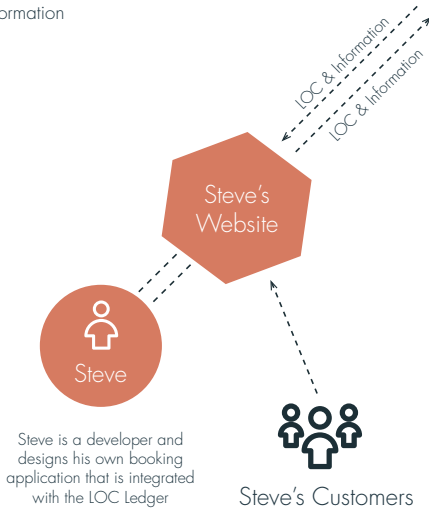 ormation
LOC & Information
LOC & Information
Steve's
Website
Steve
Steve is a developer and
designs his own booking
application that is integrated
with the LOC Ledger
Steve's Customers